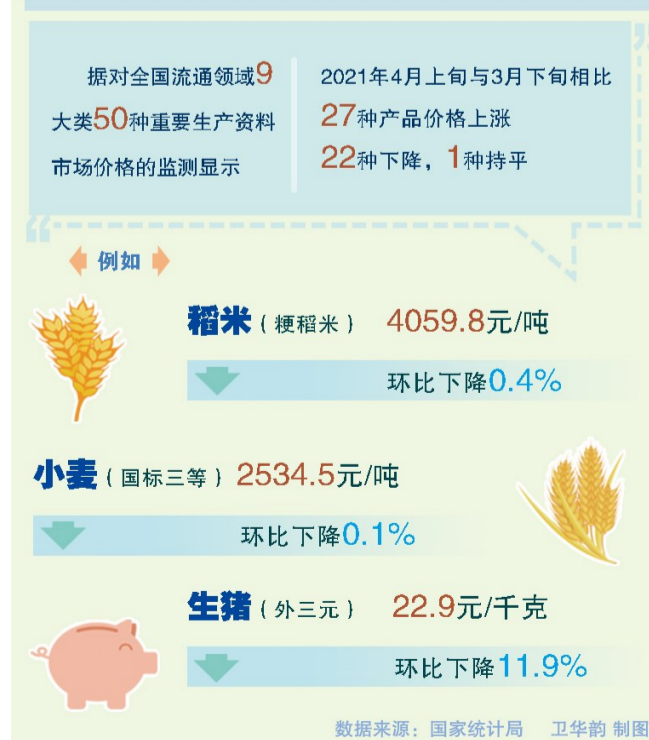 据对全国流通领域9
大类50种重要生产资料
市场价格的监测显示
2021年4月上旬与3月下旬相比
27种产品价格上涨
22种下降，1种持平
例如
稻米（粳稻米） 4059.8元/吨
环比下降0.4%
小麦（国标三等）2534.5元/吨
环比下降0.1%
生猪（外三元） 22.9元/千克
环比下降11.9%
数据来源：国家统计局 卫华韵 制图